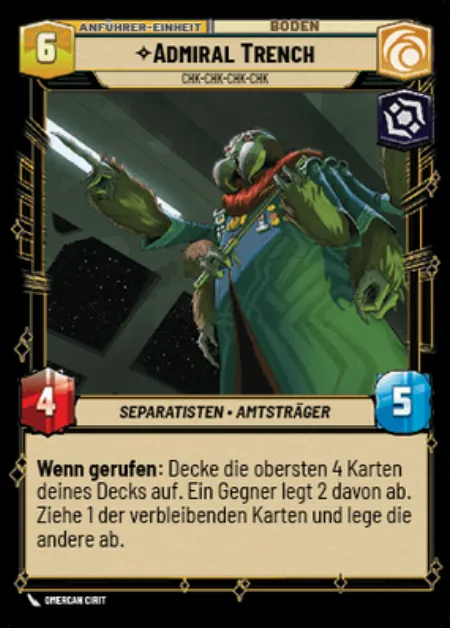 6
ANFÜHRER-EINHEIT
BODEN
ADMIRAL TRENCH
CHK-CHK-CHK-CHK
4
SEPARATISTEN • AMTSTRÄGER
5
Wenn gerufen: Decke die obersten 4 Karten
deines Decks auf. Ein Gegner legt 2 davon ab.
Ziehe 1 der verbleibenden Karten und lege die
andere ab.
OMERCAN CIRIT